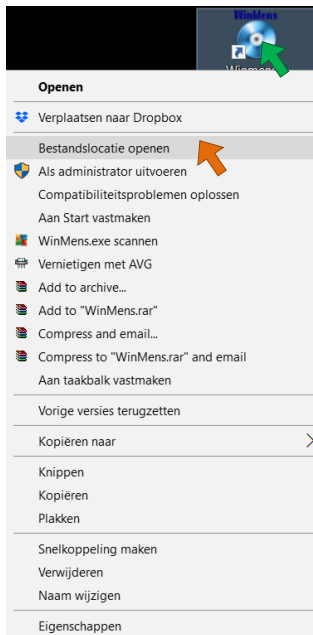 WinMens
Winmens
Openen
Verplaatsen naar Dropbox
Bestandslocatie openen
Als administrator uitvoeren
Compatibiliteitsproblemen oplossen
Aan Start vastmaken
WinMens.exe scannen
Vernietigen met AVG
Add to archive...
Add to "WinMens.rar"
Compress and email...
Compress to "WinMens.rar" and email
Aan taakbalk vastmaken
Vorige versies terugzetten
Kopiëren naar
Knippen
Kopiëren
Plakken
Snelkoppeling maken
Verwijderen
Naam wijzigen
Eigenschappen